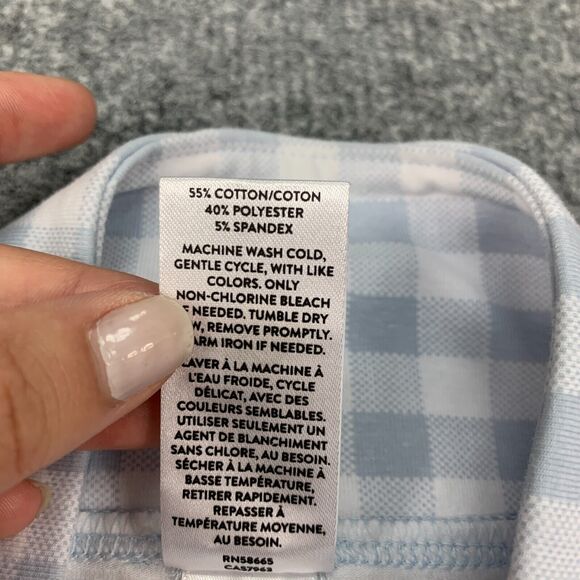 55% COTTON/COTON
40% POLYESTER
5% SPANDEX
MACHINE WASH COLD,
GENTLE CYCLE, WITH LIKE
COLORS. ONLY
NON-CHLORINE BLEACH
NEEDED. TUMBLE DRY
REMOVE PROMPTLY.
IRON IF NEEDED.
LAVER À LA MACHINE À
L'EAU FROIDE, CYCLE
DÉLICAT, AVEC DES
COULEURS SEMBLABLES.
UTILISER SEULEMENT UN
AGENT DE BLANCHIMENT
SANS CHLORE, AU BESOIN.
SÉCHER À LA MACHINE À
BASSE TEMPÉRATURE,
RETIRER RAPIDEMENT.
REPASSER À
TEMPÉRATURE MOYENNE,
AU BESOIN.
RN58665
CA57963